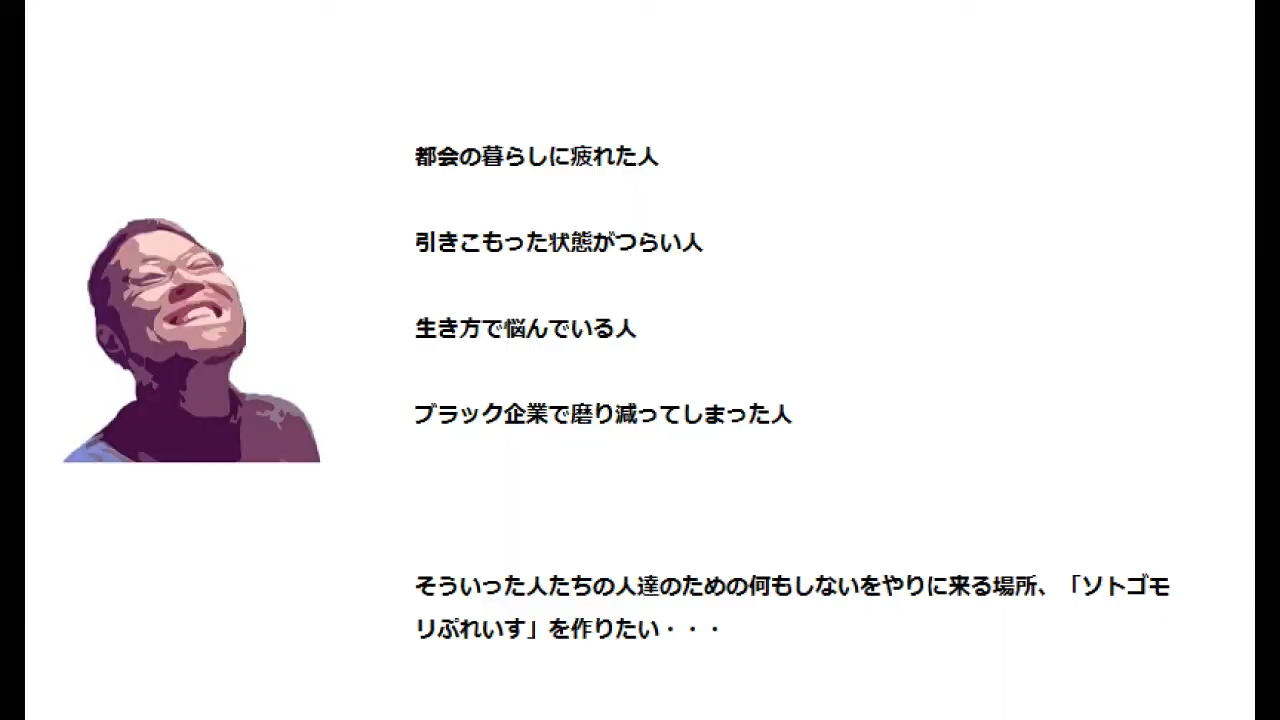 都会の暮らしに疲れた人
引きこもった状態がつらい人
生き方で悩んでいる人
ブラック企業で磨り減ってしまった人
そういった人たちの人達のための何もしないをやりに来る場所、「ソトゴモ
リぷれいす」を作りたい・・・